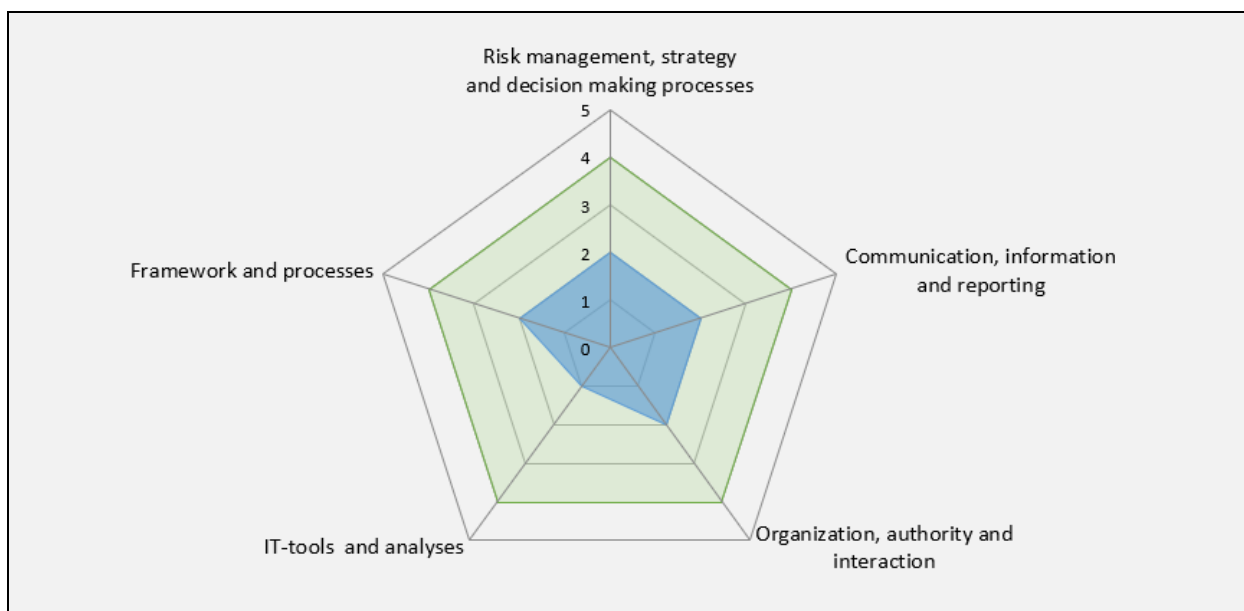 Risk management, strategy
and decision making processes
5
4
3
2
1
0
Communication, information
and reporting
Framework and processes
IT-tools and analyses
Organization, authority and
interaction